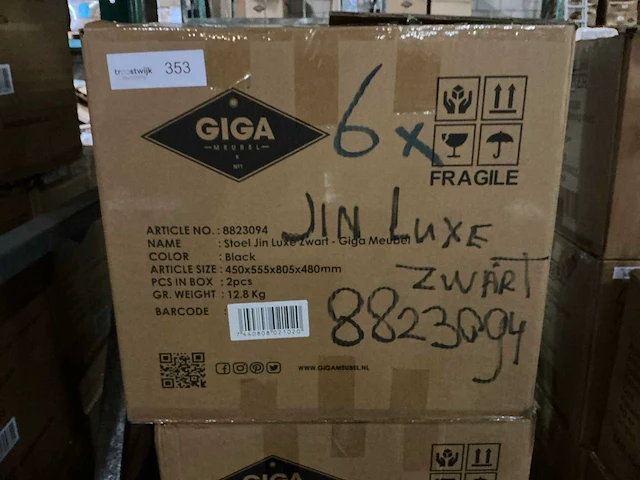 troostwijk 353
GIGA
MEUBEL
&
N°1
6x
FRAGILE
JIN LUXE
ZWART
8823094
ARTICLE NO. : 8823094
NAME : Stoel Jin Luxe Zwart - Giga Meubel
COLOR : Black
ARTICLE SIZE : 450x555x805x480mm
PCS IN BOX : 2pcs
GR. WEIGHT : 12.8 Kg
BARCODE :
7440808021020
WWW.GIGAMEUBEL.NL
GIGA